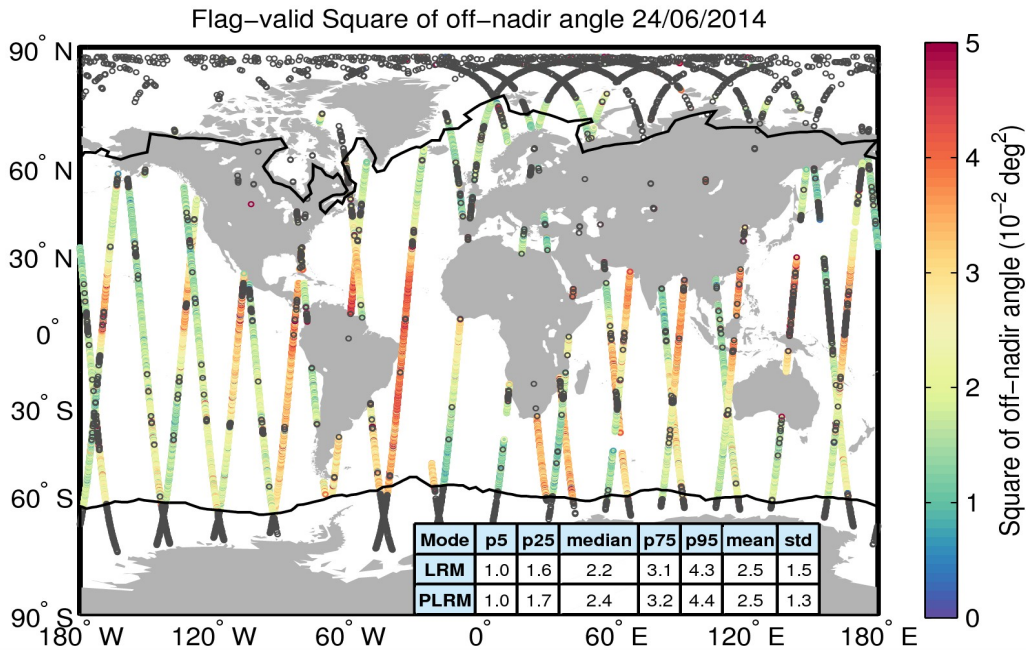 Flag−valid Square of off−nadir angle 24/06/2014
90° N
60° N
30° N
0°
30° S
60° S
90° S
180° W
120° W
60° W
0°
60° E
120° E
180° E
Mode p5 p25 median p75 p95 mean std
LRM 1.0 1.6 2.2 3.1 4.3 2.5 1.5
PLRM 1.0 1.7 2.4 3.2 4.4 2.5 1.3
5
4
3
2
1
0
Square of off−nadir angle (10⁻² deg²)